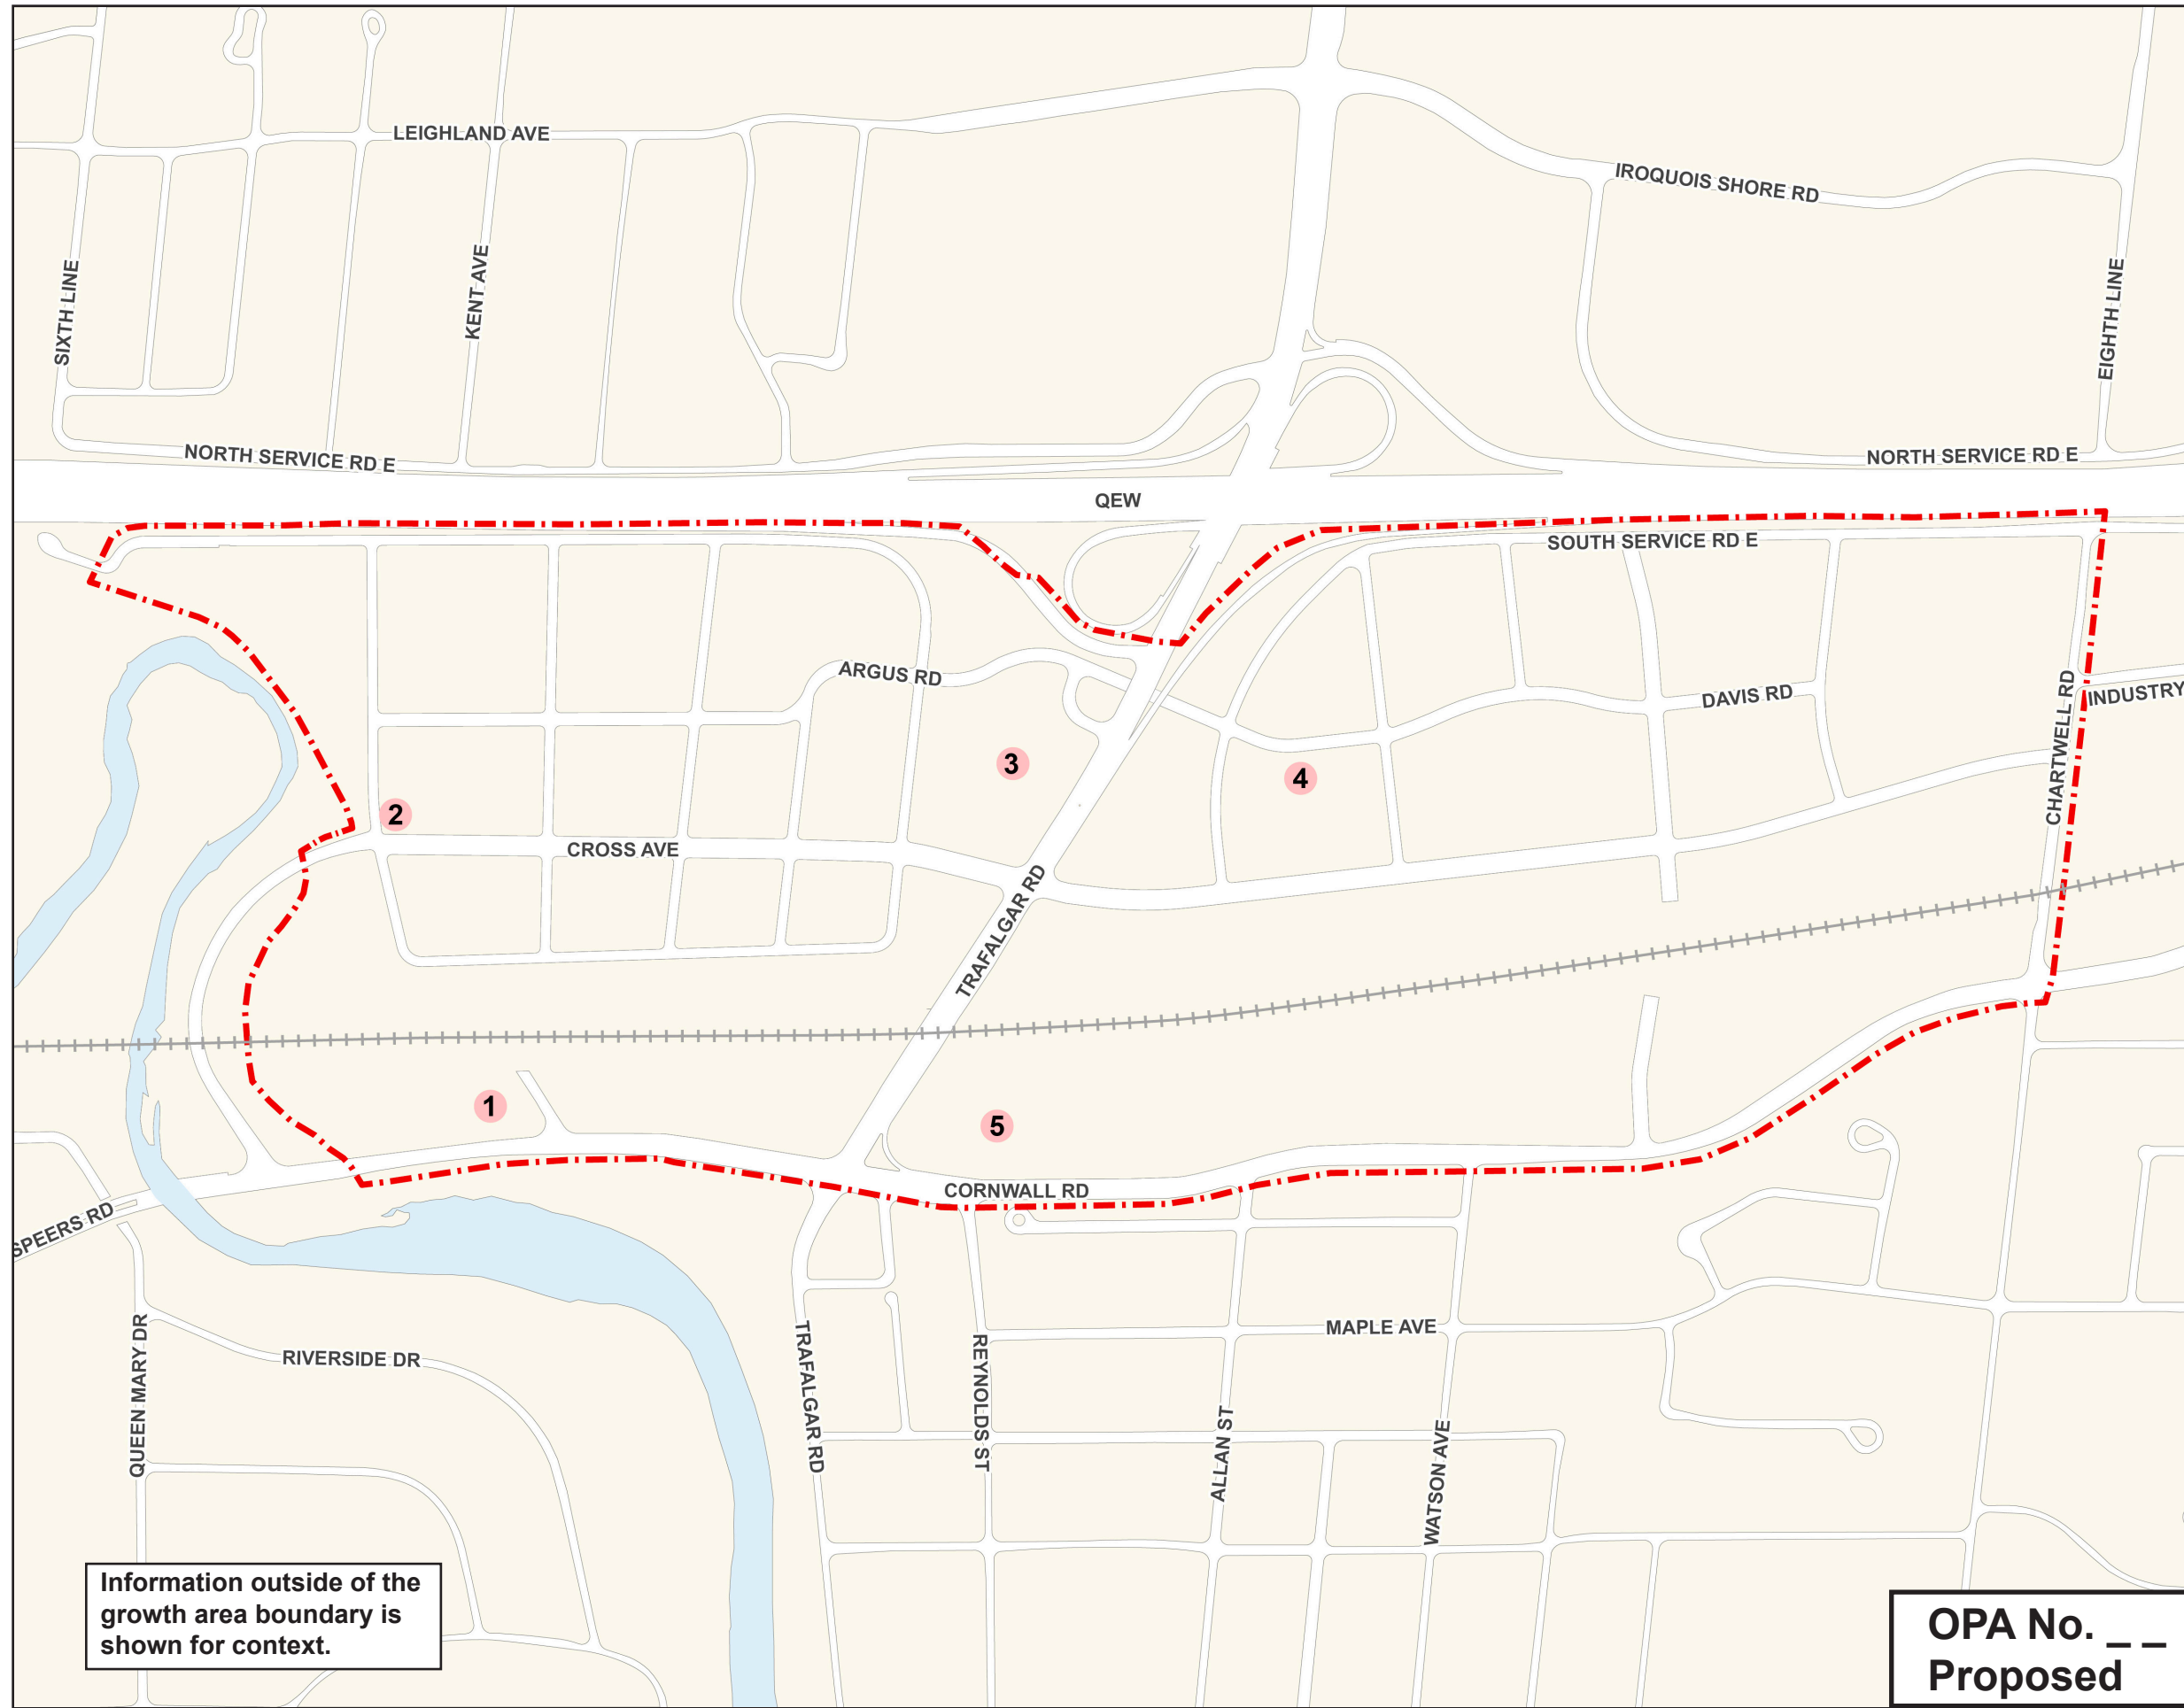 LEIGHLAND AVE
IROQUOIS SHORE RD
SIXTH LINE
KENT AVE
EIGHTH LINE
NORTH SERVICE RD E
NORTH SERVICE RD E
QEW
SOUTH SERVICE RD E
ARGUS RD
DAVIS RD
CHARTWELL RD
INDUSTRY
3
4
2
CROSS AVE
TRAFALGAR RD
1
5
CORNWALL RD
SPEERS RD
QUEEN MARY DR
RIVERSIDE DR
TRAFALGAR RD
REYNOLDS ST
MAPLE AVE
ALLAN ST
WATSON AVE
Information outside of the
growth area boundary is
shown for context.
OPA No. _ _
Proposed